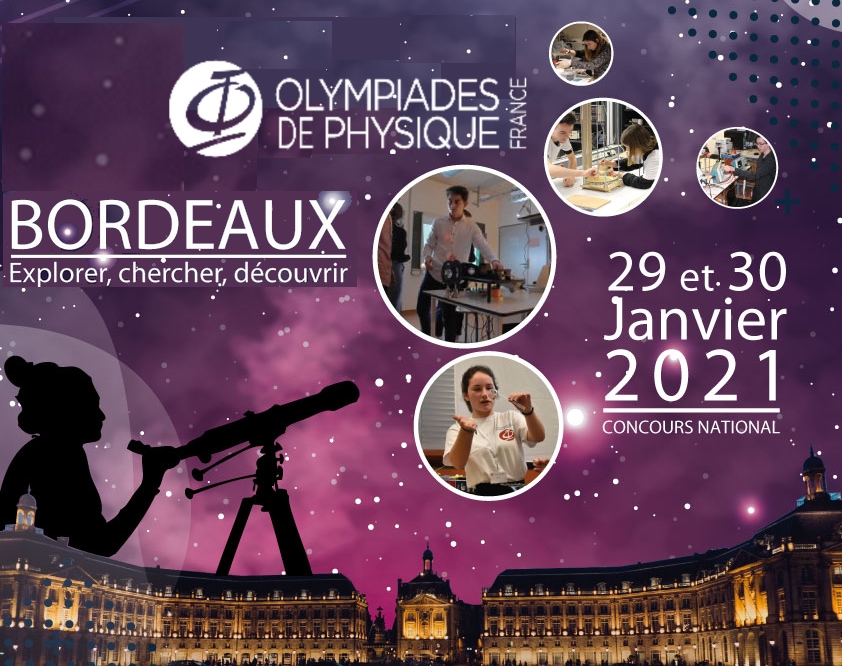 OLYMPIADES
DE PHYSIQUE
FRANCE
BORDEAUX
Explorer, chercher, découvrir
29 et 30
Janvier
2021
CONCOURS NATIONAL